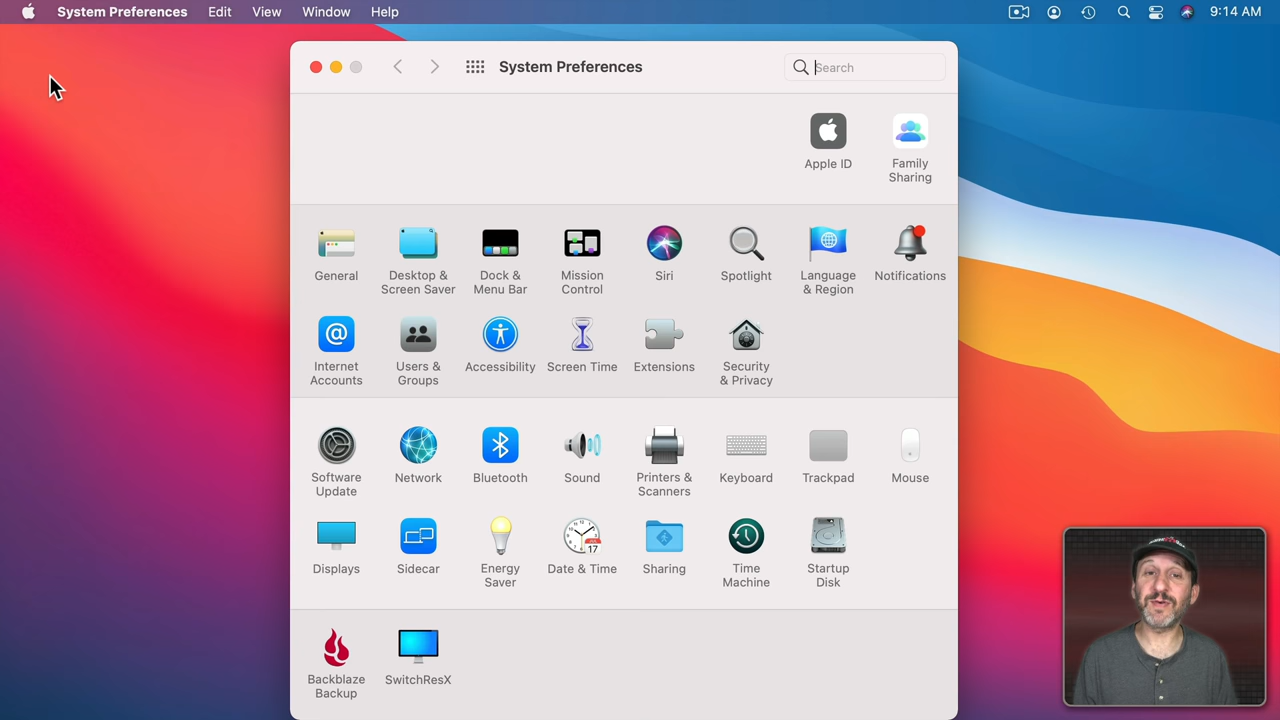 System Preferences Edit View Window Help 9:14 AM
System Preferences
Search
Apple ID
Family
Sharing
General
Desktop &
Screen Saver
Dock &
Menu Bar
Mission
Control
Siri
Spotlight
Language
& Region
Notifications
Internet
Accounts
Users &
Groups
Accessibility
Screen Time
Extensions
Security
& Privacy
Software
Update
Network
Bluetooth
Sound
Printers &
Scanners
Keyboard
Trackpad
Mouse
Displays
Sidecar
Energy
Saver
17
Date & Time
Sharing
Time
Machine
Startup
Disk
Backblaze
Backup
SwitchResX